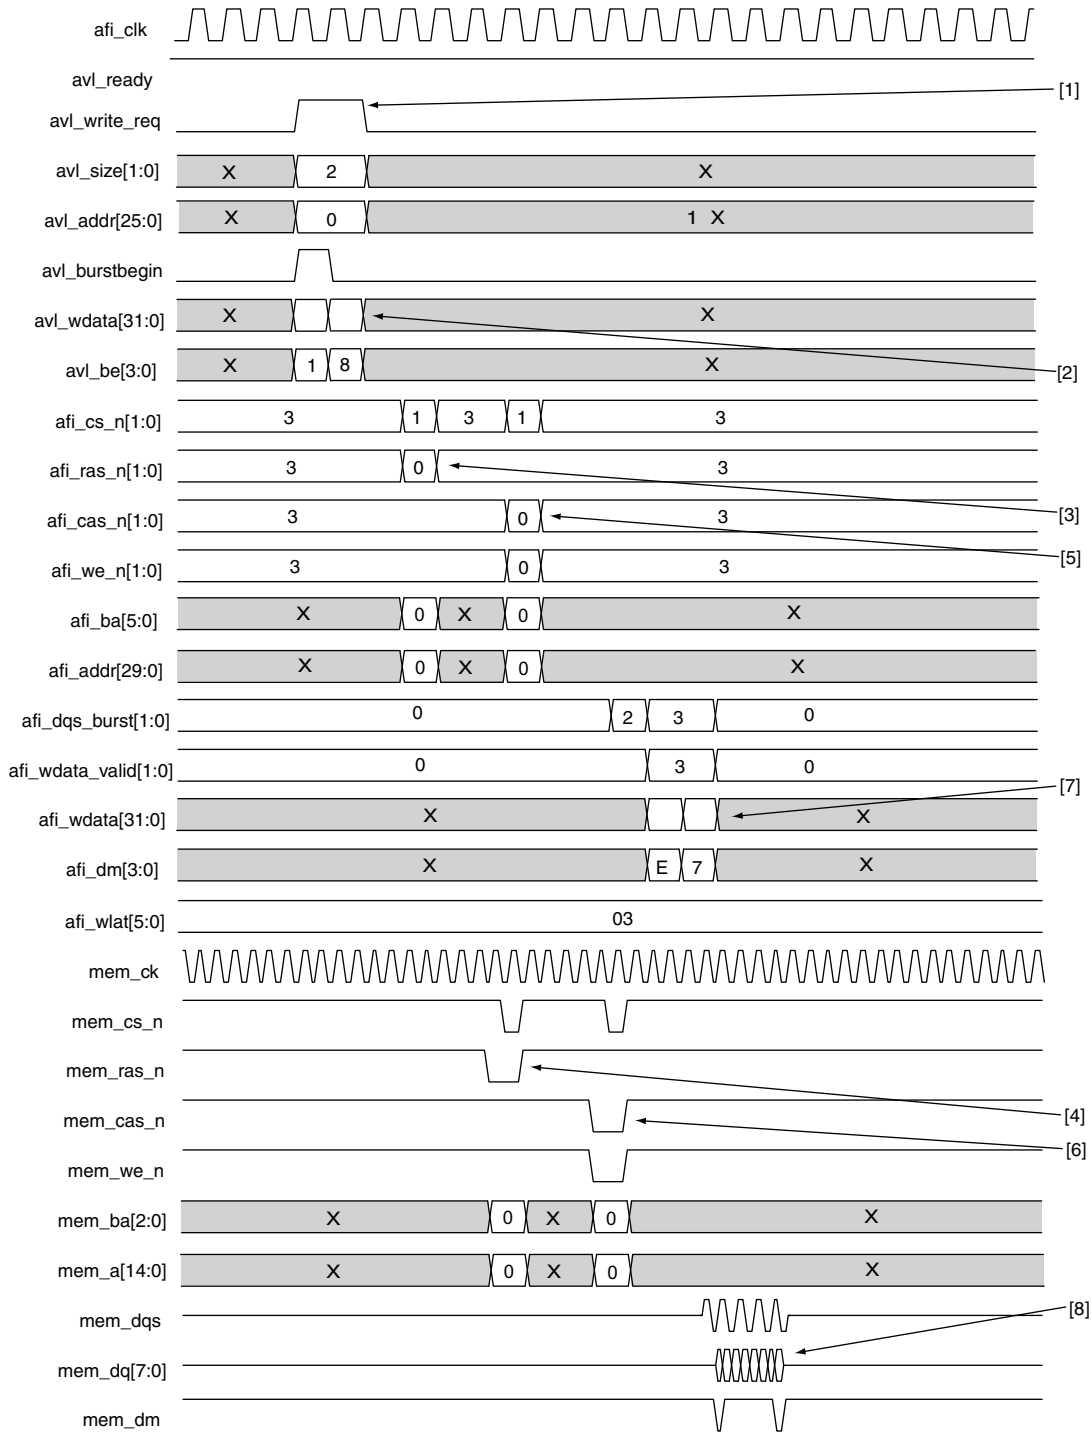 afi_clk
avl_ready
[1]
avl_write_req
avl_size[1:0] X 2 X
avl_addr[25:0] X 0 1 X
avl_burstbegin
avl_wdata[31:0] X X
avl_be[3:0] X 1 8 X
[2]
afi_cs_n[1:0] 3 1 3 1 3
afi_ras_n[1:0] 3 0 3
[3]
afi_cas_n[1:0] 3 0 3
[5]
afi_we_n[1:0] 3 0 3
afi_ba[5:0] X 0 X 0 X
afi_addr[29:0] X 0 X 0 X
afi_dqs_burst[1:0] 0 2 3 0
afi_wdata_valid[1:0] 0 3 0
[7]
afi_wdata[31:0] X X
afi_dm[3:0] X E 7 X
afi_wlat[5:0] 03
mem_ck
mem_cs_n
mem_ras_n
[4]
mem_cas_n
[6]
mem_we_n
mem_ba[2:0] X 0 X 0 X
mem_a[14:0] X 0 X 0 X
[8]
mem_dqs
mem_dq[7:0]
mem_dm